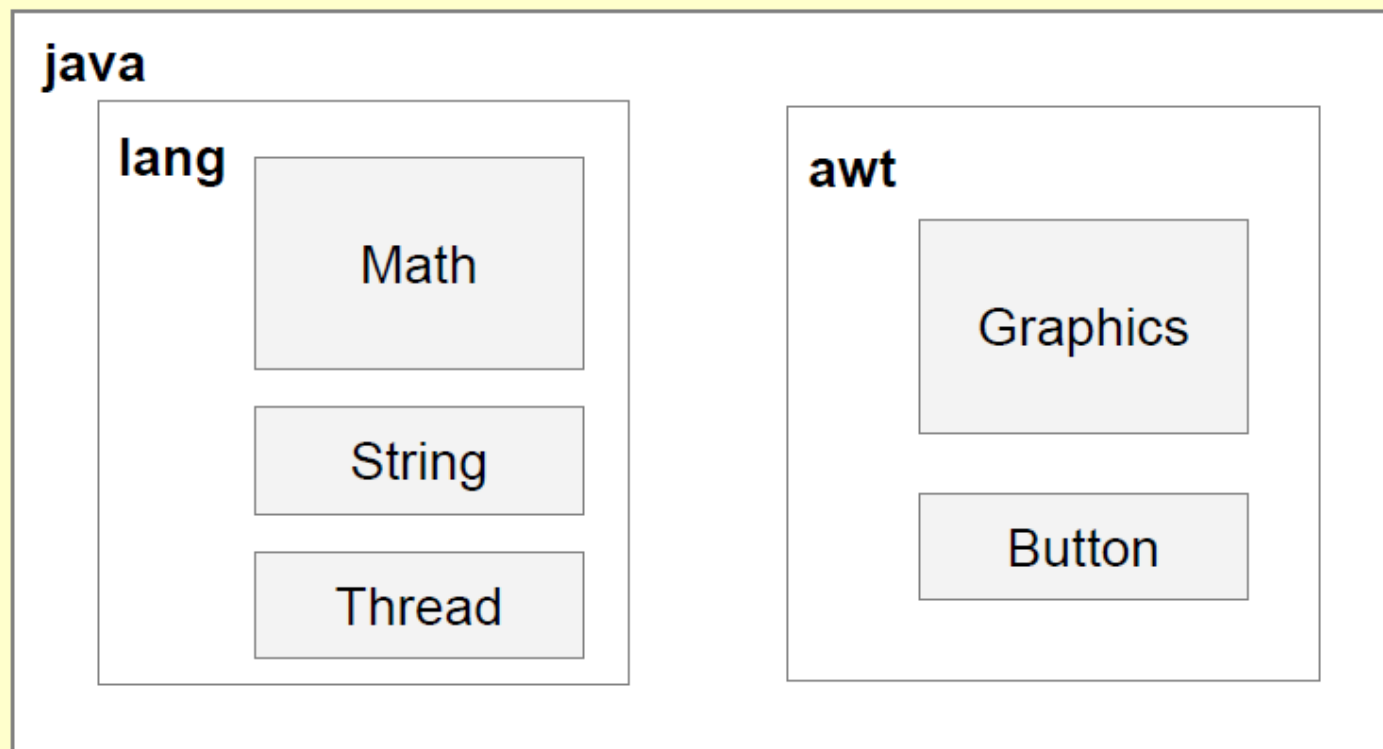 java
lang
Math
String
Thread
awt
Graphics
Button